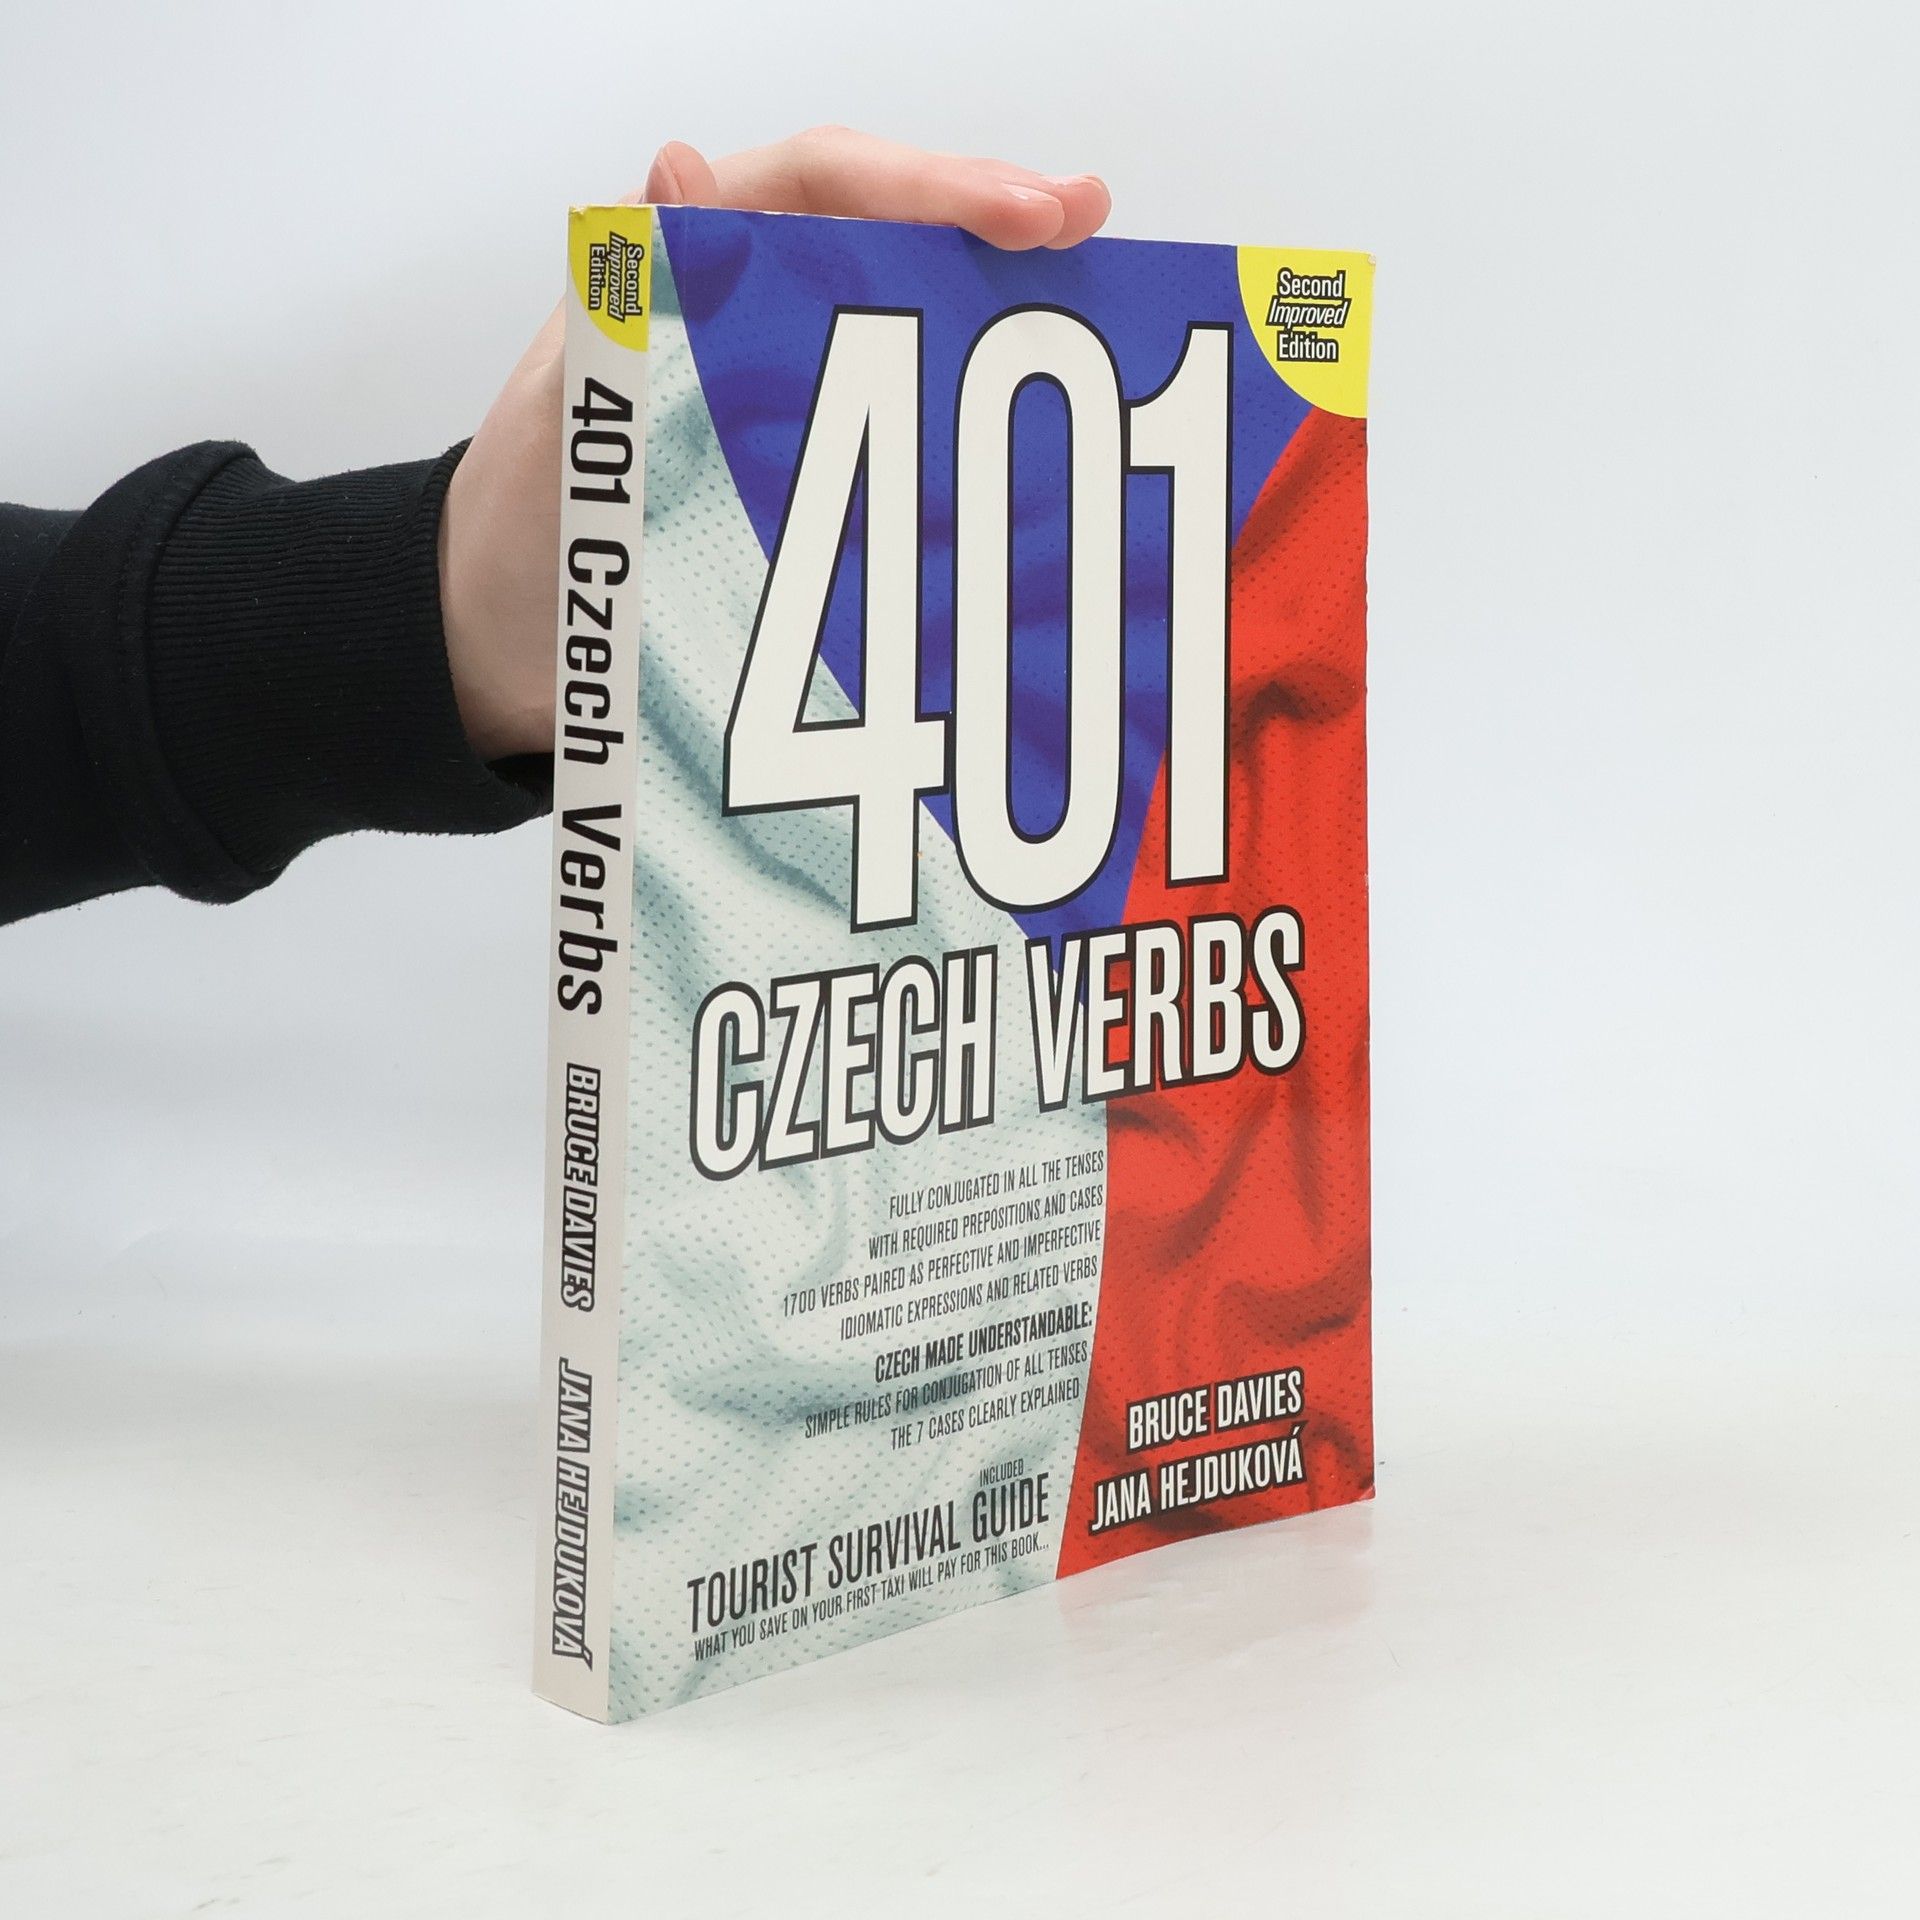 Second
Improved
Edition
401 Czech Verbs
BRUCE DAVIES
JANA HEJDUKOVÁ
Second
Improved
Edition
401
CZECH VERBS
FULLY CONJUGATED IN ALL THE TENSES
WITH REQUIRED PREPOSITIONS AND CASES
1700 VERBS PAIRED AS PERFECTIVE AND IMPERFECTIVE
IDIOMATIC EXPRESSIONS AND RELATED VERBS
CZECH MADE UNDERSTANDABLE:
SIMPLE RULES FOR CONJUGATION OF ALL TENSES
THE 7 CASES CLEARLY EXPLAINED
INCLUDED
TOURIST SURVIVAL GUIDE
WHAT YOU SAVE ON YOUR FIRST TAXI WILL PAY FOR THIS BOOK...
BRUCE DAVIES
JANA HEJDUKOVÁ